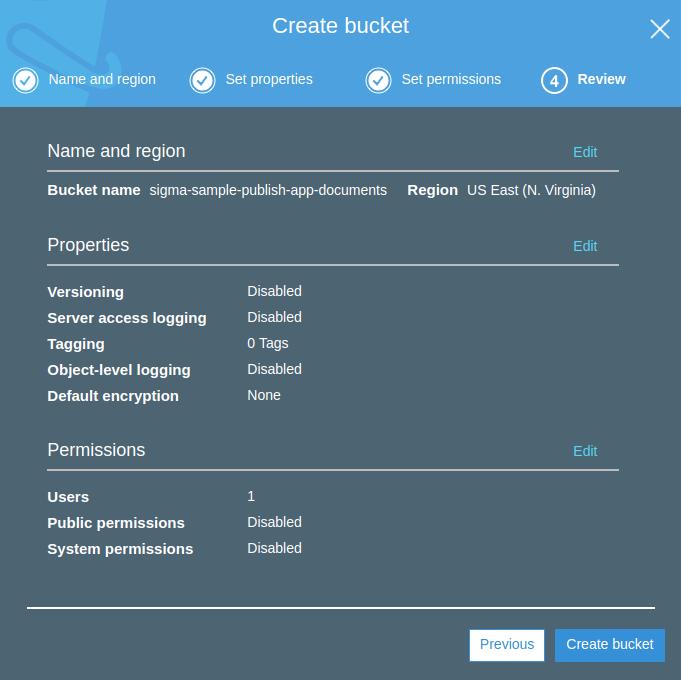 Create bucket
Name and region Set properties Set permissions 4 Review
Name and region Edit
Bucket name sigma-sample-publish-app-documents Region US East (N. Virginia)
Properties Edit
Versioning Disabled
Server access logging Disabled
Tagging 0 Tags
Object-level logging Disabled
Default encryption None
Permissions Edit
Users 1
Public permissions Disabled
System permissions Disabled
Previous Create bucket